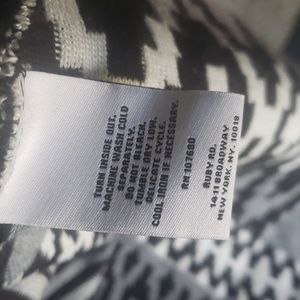 TURN INSIDE OUT.
MACHINE WASH COLD
SEPARATELY.
DO NOT BLEACH.
TUMBLE DRY LOW.
DELICATE CYCLE.
COOL IRON IF NECESSARY.
RN 107680
RUBY RD.
1411 BROADWAY
NEW YORK, NY. 10018